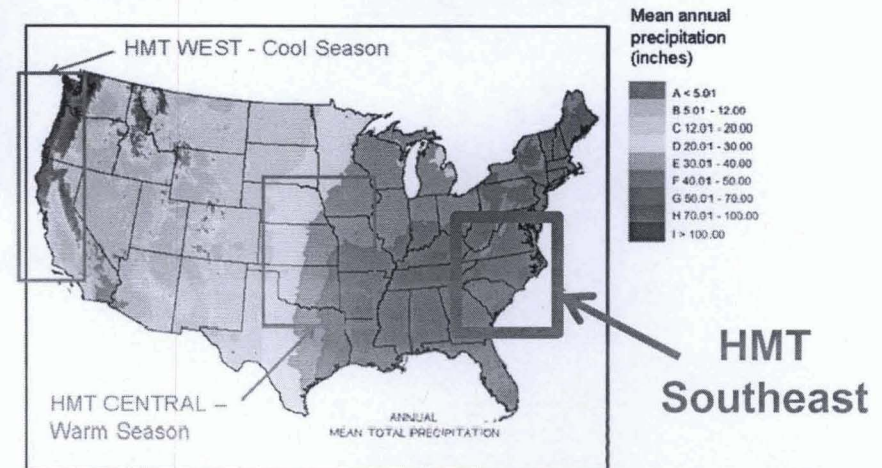 HMT WEST - Cool Season
Mean annual
precipitation
(inches)
A < 5.01
B 5.01 - 12.00
C 12.01 - 20.00
D 20.01 - 30.00
E 30.01 - 40.00
F 40.01 - 50.00
G 50.01 - 70.00
H 70.01 - 100.00
I > 100.00
HMT
Southeast
HMT CENTRAL –
Warm Season
ANNUAL
MEAN TOTAL PRECIPITATION